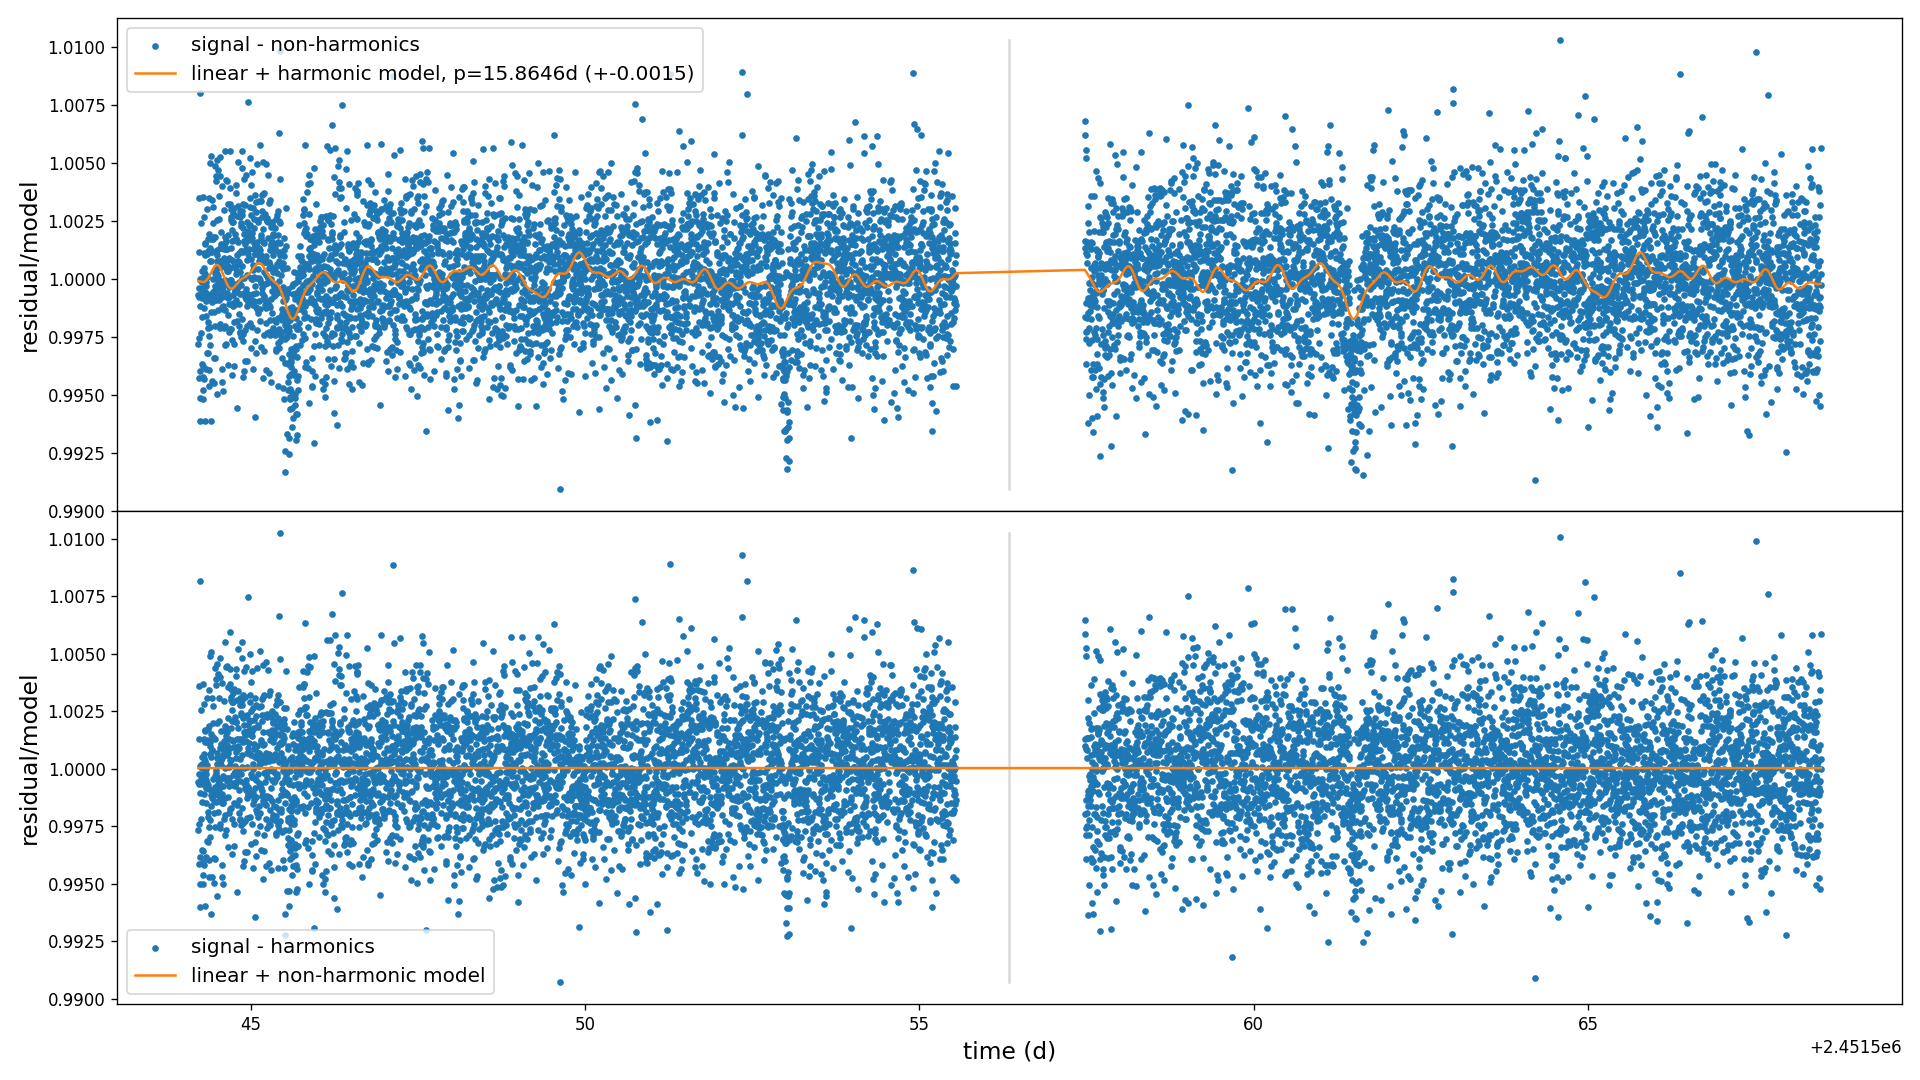 signal - non-harmonics
linear + harmonic model, p=15.8646d (+-0.0015)
1.0100
1.0075
1.0050
1.0025
1.0000
0.9975
0.9950
0.9925
0.9900
residual/model
1.0100
1.0075
1.0050
1.0025
1.0000
0.9975
0.9950
0.9925
0.9900
residual/model
signal - harmonics
linear + non-harmonic model
45
50
55
60
65
time (d)
+2.4515e6